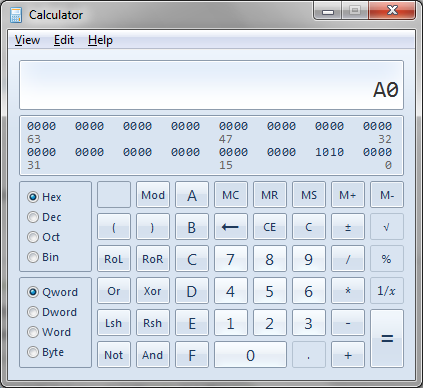 Calculator
View Edit Help
A0
0000 0000 0000 0000 0000 0000 0000 0000
63 47 32
0000 0000 0000 0000 0000 0000 1010 0000
31 15 0
Hex Mod A MC MR MS M+ M-
Dec ( ) B ← CE C ± √
Oct RoL RoR C 7 8 9 / %
Bin
Qword Or Xor D 4 5 6 * 1/x
Dword Lsh Rsh E 1 2 3 - =
Word
Byte Not And F 0 . +